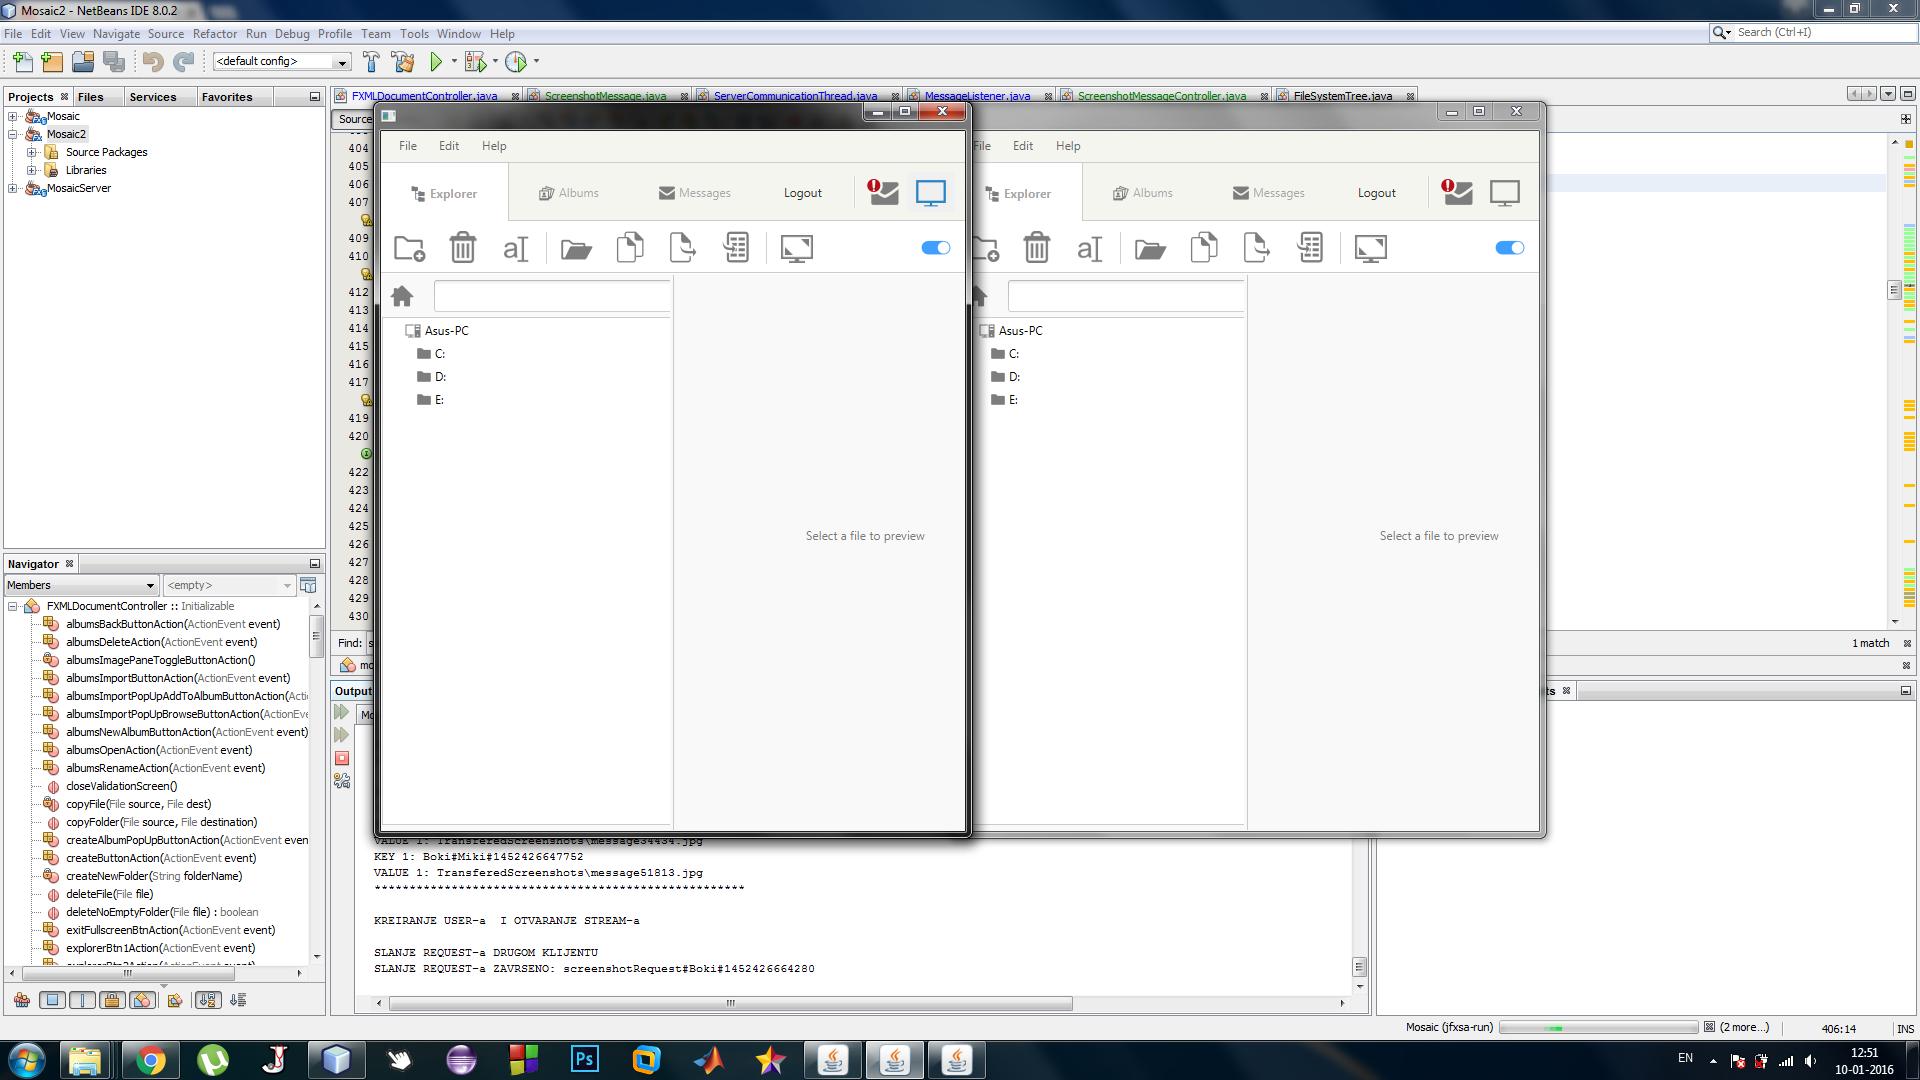 Mosaic2 - NetBeans IDE 8.0.2
File Edit View Navigate Source Refactor Run Debug Profile Team Tools Window Help
Search (Ctrl+I)
<default config>
Projects Files Services Favorites
FXMLDocumentController.java ScreenshotMessage.java ServerCommunicationThread.java MessageListener.java ScreenshotMessageController.java FileSystemTree.java
Mosaic
Mosaic2
Source Packages
Libraries
MosaicServer
Source
404
405
406
407
409
410
412
413
414
415
416
417
419
420
422
423
424
425
426
427
428
429
430
File Edit Help
Explorer Albums Messages Logout
Asus-PC
C:
D:
E:
Select a file to preview
File Edit Help
Explorer Albums Messages Logout
Asus-PC
C:
D:
E:
Select a file to preview
Find:
1 match
Navigator
Members <empty>
FXMLDocumentController :: Initializable
albumsBackButtonAction(ActionEvent event)
albumsDeleteAction(ActionEvent event)
albumsImagePaneToggleButtonAction()
albumsImportButtonAction(ActionEvent event)
albumsImportPopUpAddToAlbumButtonAction(Acti
albumsImportPopUpBrowseButtonAction(ActionEve
albumsNewAlbumButtonAction(ActionEvent event)
albumsOpenAction(ActionEvent event)
albumsRenameAction(ActionEvent event)
closeValidationScreen()
copyFile(File source, File dest)
copyFolder(File source, File destination)
createAlbumPopUpButtonAction(ActionEvent even
createButtonAction(ActionEvent event)
createNewFolder(String folderName)
deleteFile(File file)
deleteNoEmptyFolder(File file) : boolean
exitFullscreenBtnAction(ActionEvent event)
explorerBtn1Action(ActionEvent event)
Output
VALUE 1: TransferedScreenshots\message34434.jpg
KEY 1: Boki#Miki#1452426647752
VALUE 1: TransferedScreenshots\message51813.jpg
*****************************************************
KREIRANJE USER-a I OTVARANJE STREAM-a
SLANJE REQUEST-a DRUGOM KLIJENTU
SLANJE REQUEST-a ZAVRSENO: screenshotRequest#Boki#1452426664280
Mosaic (jfxsa-run) (2 more...) 406:14 INS
Ps
EN
12:51
10-01-2016